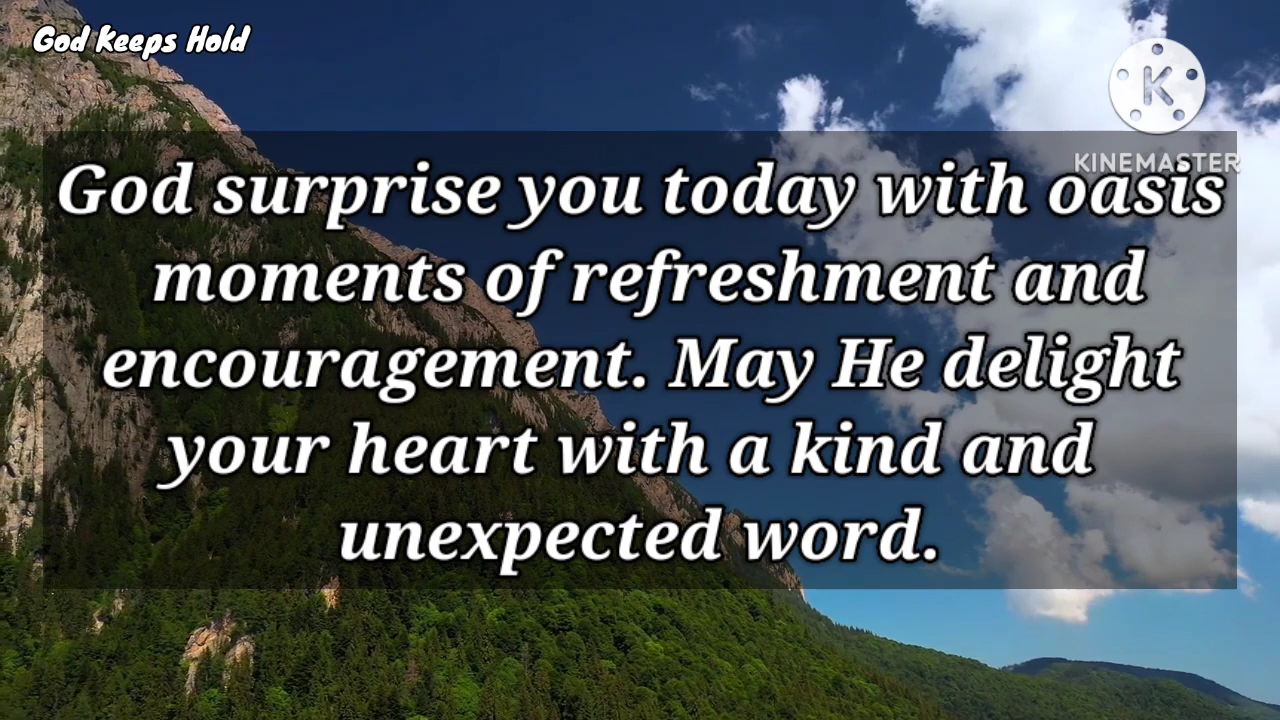 God Keeps Hold
K
KINEMASTER
God surprise you today with oasis
moments of refreshment and
encouragement. May He delight
your heart with a kind and
unexpected word.